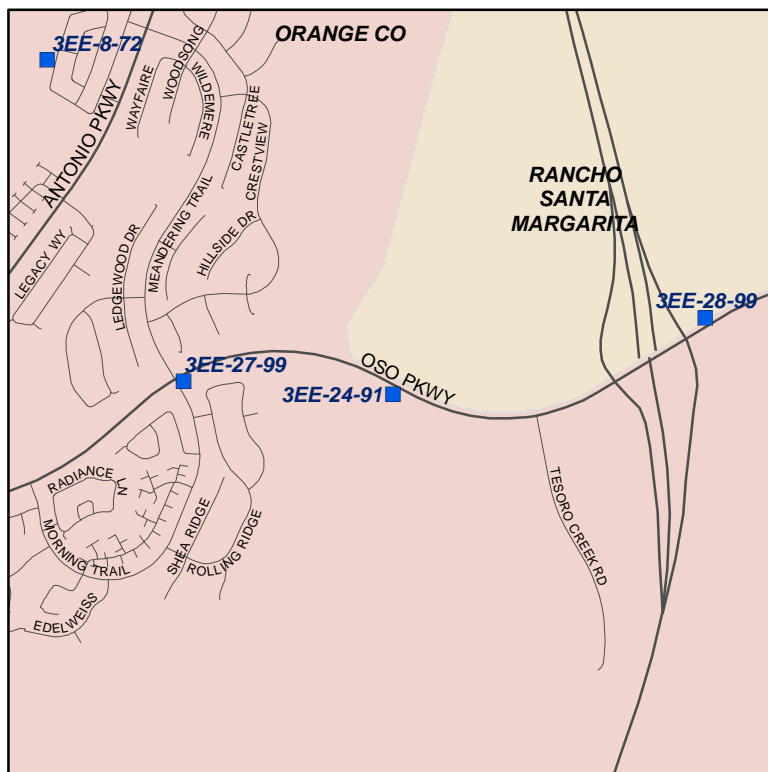 3EE-8-72
ORANGE CO
WOODSONG
WAYFAIRE
WILDEMERE
ANTONIO PKWY
CASTLETREE
CRESTVIEW
RANCHO
SANTA
MARGARITA
MEANDERING TRAIL
HILLSIDE DR
LEGACY WY
LEDGEWOOD DR
3EE-28-99
3EE-27-99
OSO PKWY
3EE-24-91
RADIANCE
LN
TESORO CREEK RD
MORNING TRAIL
SHEA RIDGE
ROLLING RIDGE
EDELWEISS